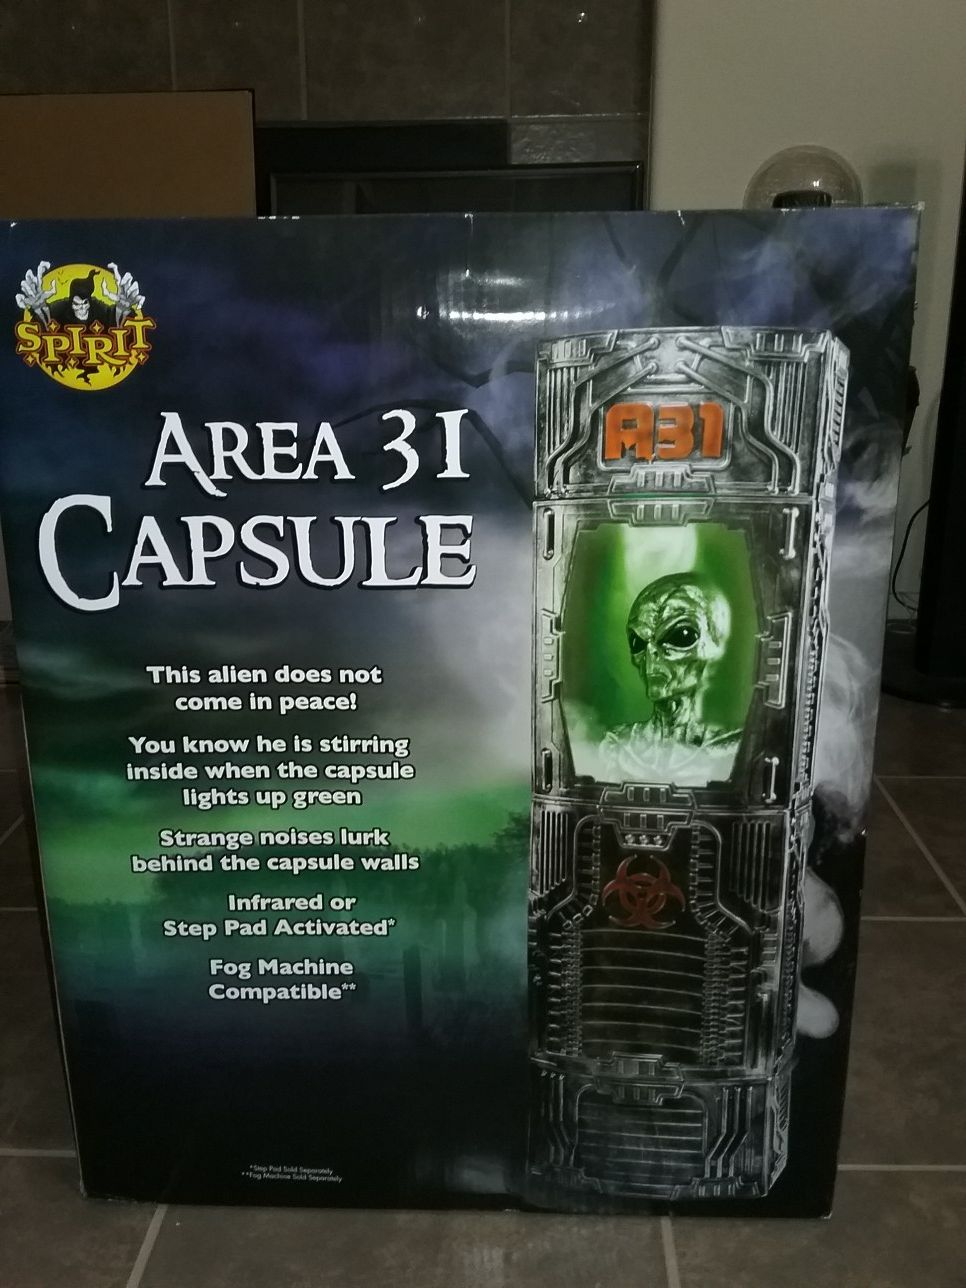 SPIRIT
AREA 31
CAPSULE
A31
This alien does not
come in peace!
You know he is stirring
inside when the capsule
lights up green
Strange noises lurk
behind the capsule walls
Infrared or
Step Pad Activated*
Fog Machine
Compatible**
*Step Pad Sold Separately
**Fog Machine Sold Separately